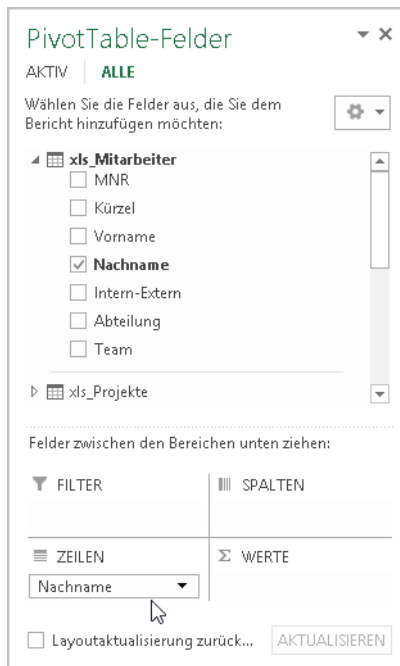 PivotTable-Felder
AKTIV ALLE
Wählen Sie die Felder aus, die Sie dem
Bericht hinzufügen möchten:
xls_Mitarbeiter
MNR
Kürzel
Vorname
Nachname
Intern-Extern
Abteilung
Team
xls_Projekte
Felder zwischen den Bereichen unten ziehen:
FILTER SPALTEN
ZEILEN Σ WERTE
Nachname
Layoutaktualisierung zurück... AKTUALISIEREN